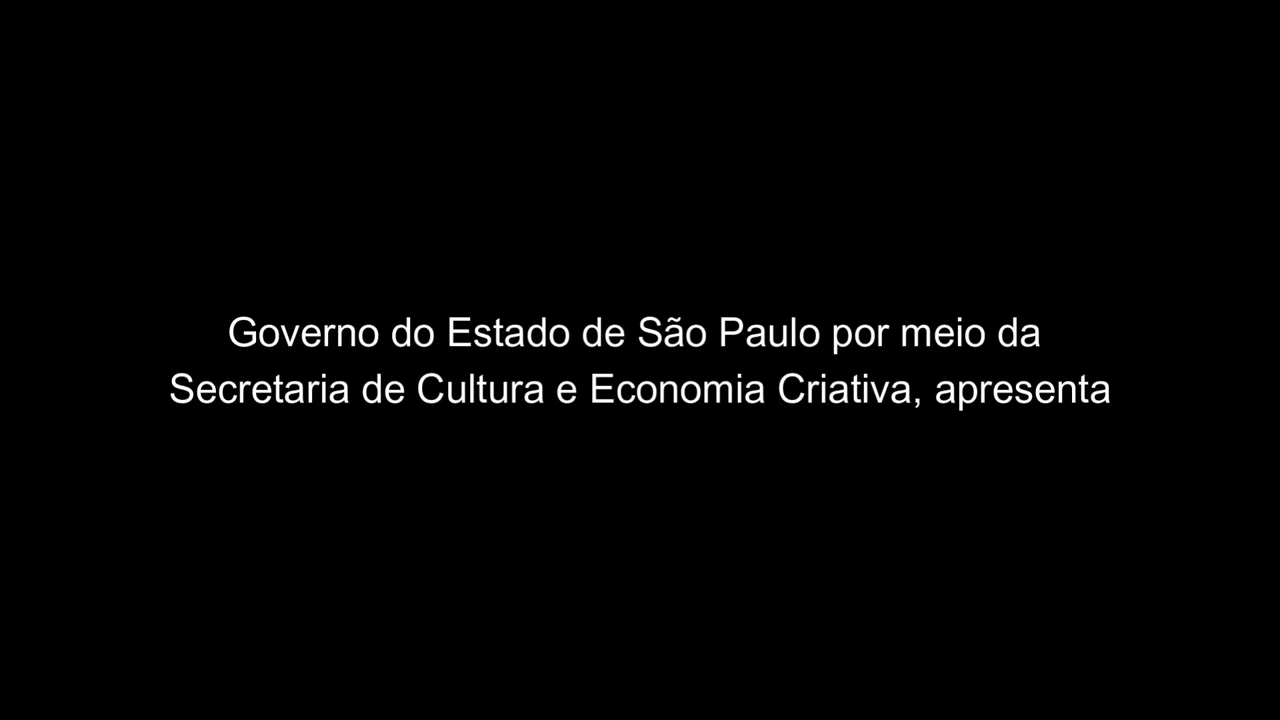 Governo do Estado de São Paulo por meio da
Secretaria de Cultura e Economia Criativa, apresenta